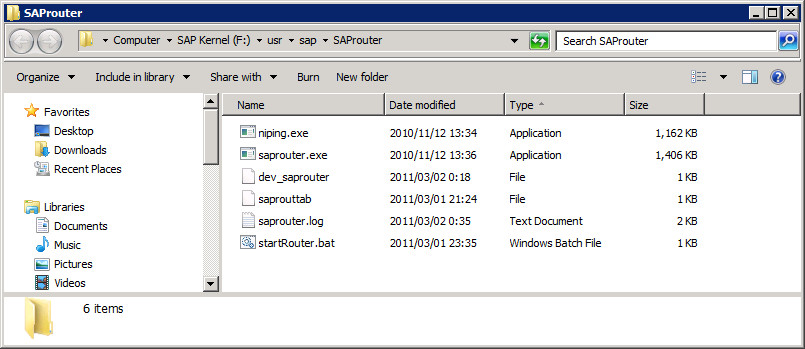 SAProuter
Computer SAP Kernel (F:) usr sap SAProuter Search SAProuter
Organize Include in library Share with Burn New folder
Favorites
Desktop
Downloads
Recent Places
Libraries
Documents
Music
Pictures
Videos
Name Date modified Type Size
niping.exe 2010/11/12 13:34 Application 1,162 KB
saprouter.exe 2010/11/12 13:36 Application 1,406 KB
dev_saprouter 2011/03/02 0:18 File 1 KB
saprouttab 2011/03/01 21:24 File 1 KB
saprouter.log 2011/03/02 0:35 Text Document 2 KB
startRouter.bat 2011/03/01 23:35 Windows Batch File 1 KB
6 items